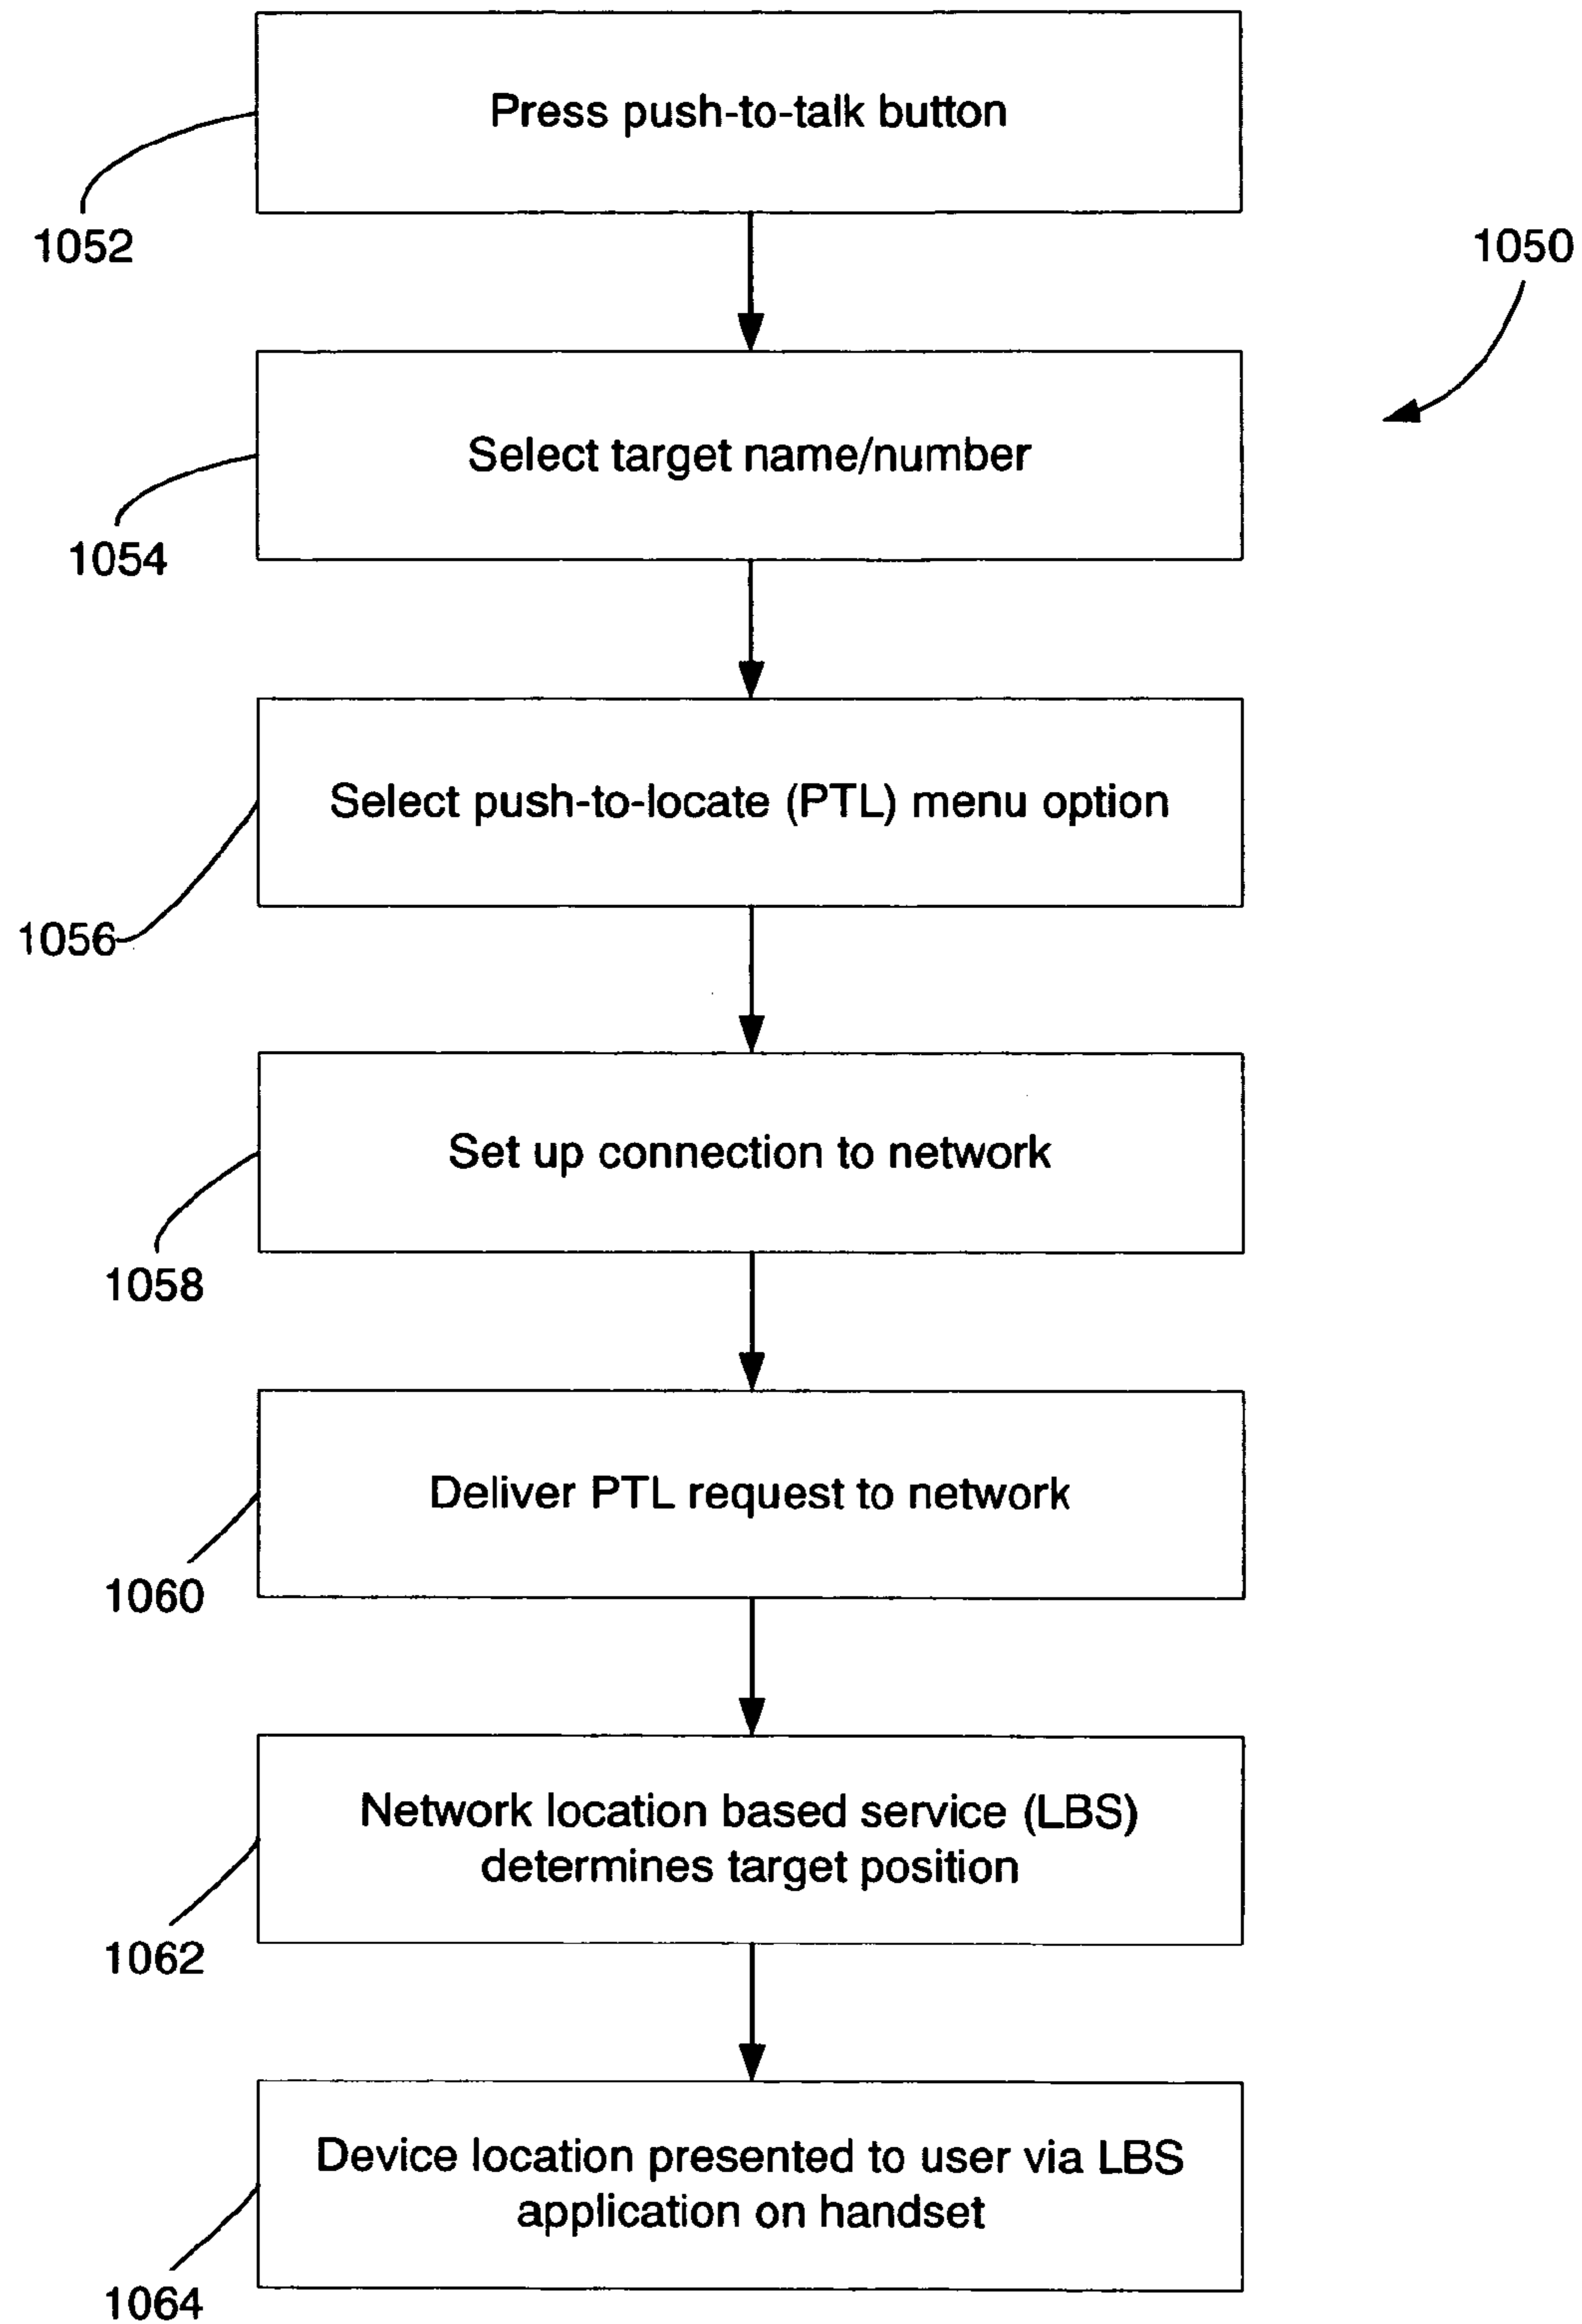 Press push-to-talk button
1052
1050
Select target name/number
1054
Select push-to-locate (PTL) menu option
1056
Set up connection to network
1058
Deliver PTL request to network
1060
Network location based service (LBS)
determines target position
1062
Device location presented to user via LBS
application on handset
1064